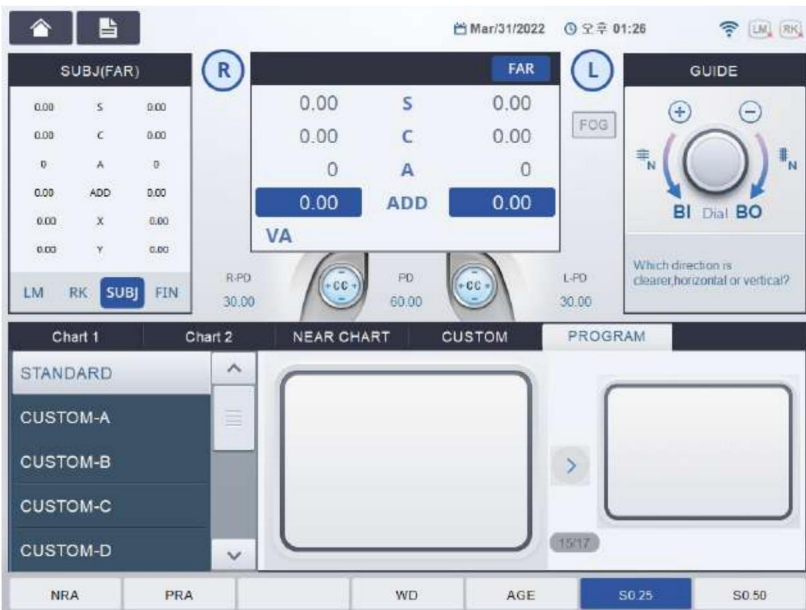 Mar/31/2022 오후 01:26 LM RK
SUBJ(FAR)
0.00 S 0.00
0.00 C 0.00
0 A 0
0.00 ADD 0.00
0.00 X 0.00
0.00 Y 0.00
LM RK SUBJ FIN
R
FAR
L
0.00 S 0.00
0.00 C 0.00
0 A 0
0.00 ADD 0.00
VA
FOG
R-PD
30.00
CC
PD
60.00
CC
L-PD
30.00
GUIDE
+ −
N N
BI Dial BO
Which direction is
clearer,horizontal or vertical?
Chart 1 Chart 2 NEAR CHART CUSTOM PROGRAM
STANDARD
CUSTOM-A
CUSTOM-B
CUSTOM-C
CUSTOM-D
>
15/17
NRA PRA WD AGE S0.25 S0.50